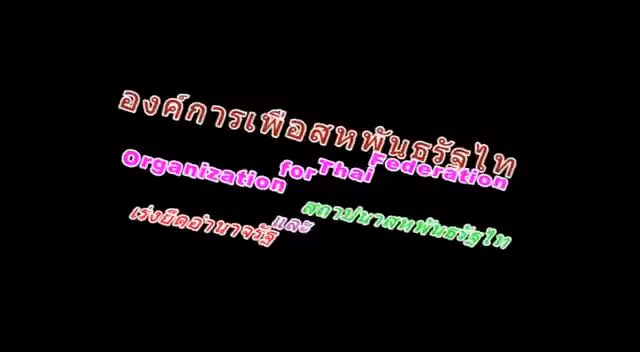 องค์การเพื่อสหพันธรัฐไท
Organization for Thai Federation
เร่งยึดอำนาจรัฐ และ สถาปนาสหพันธรัฐไท